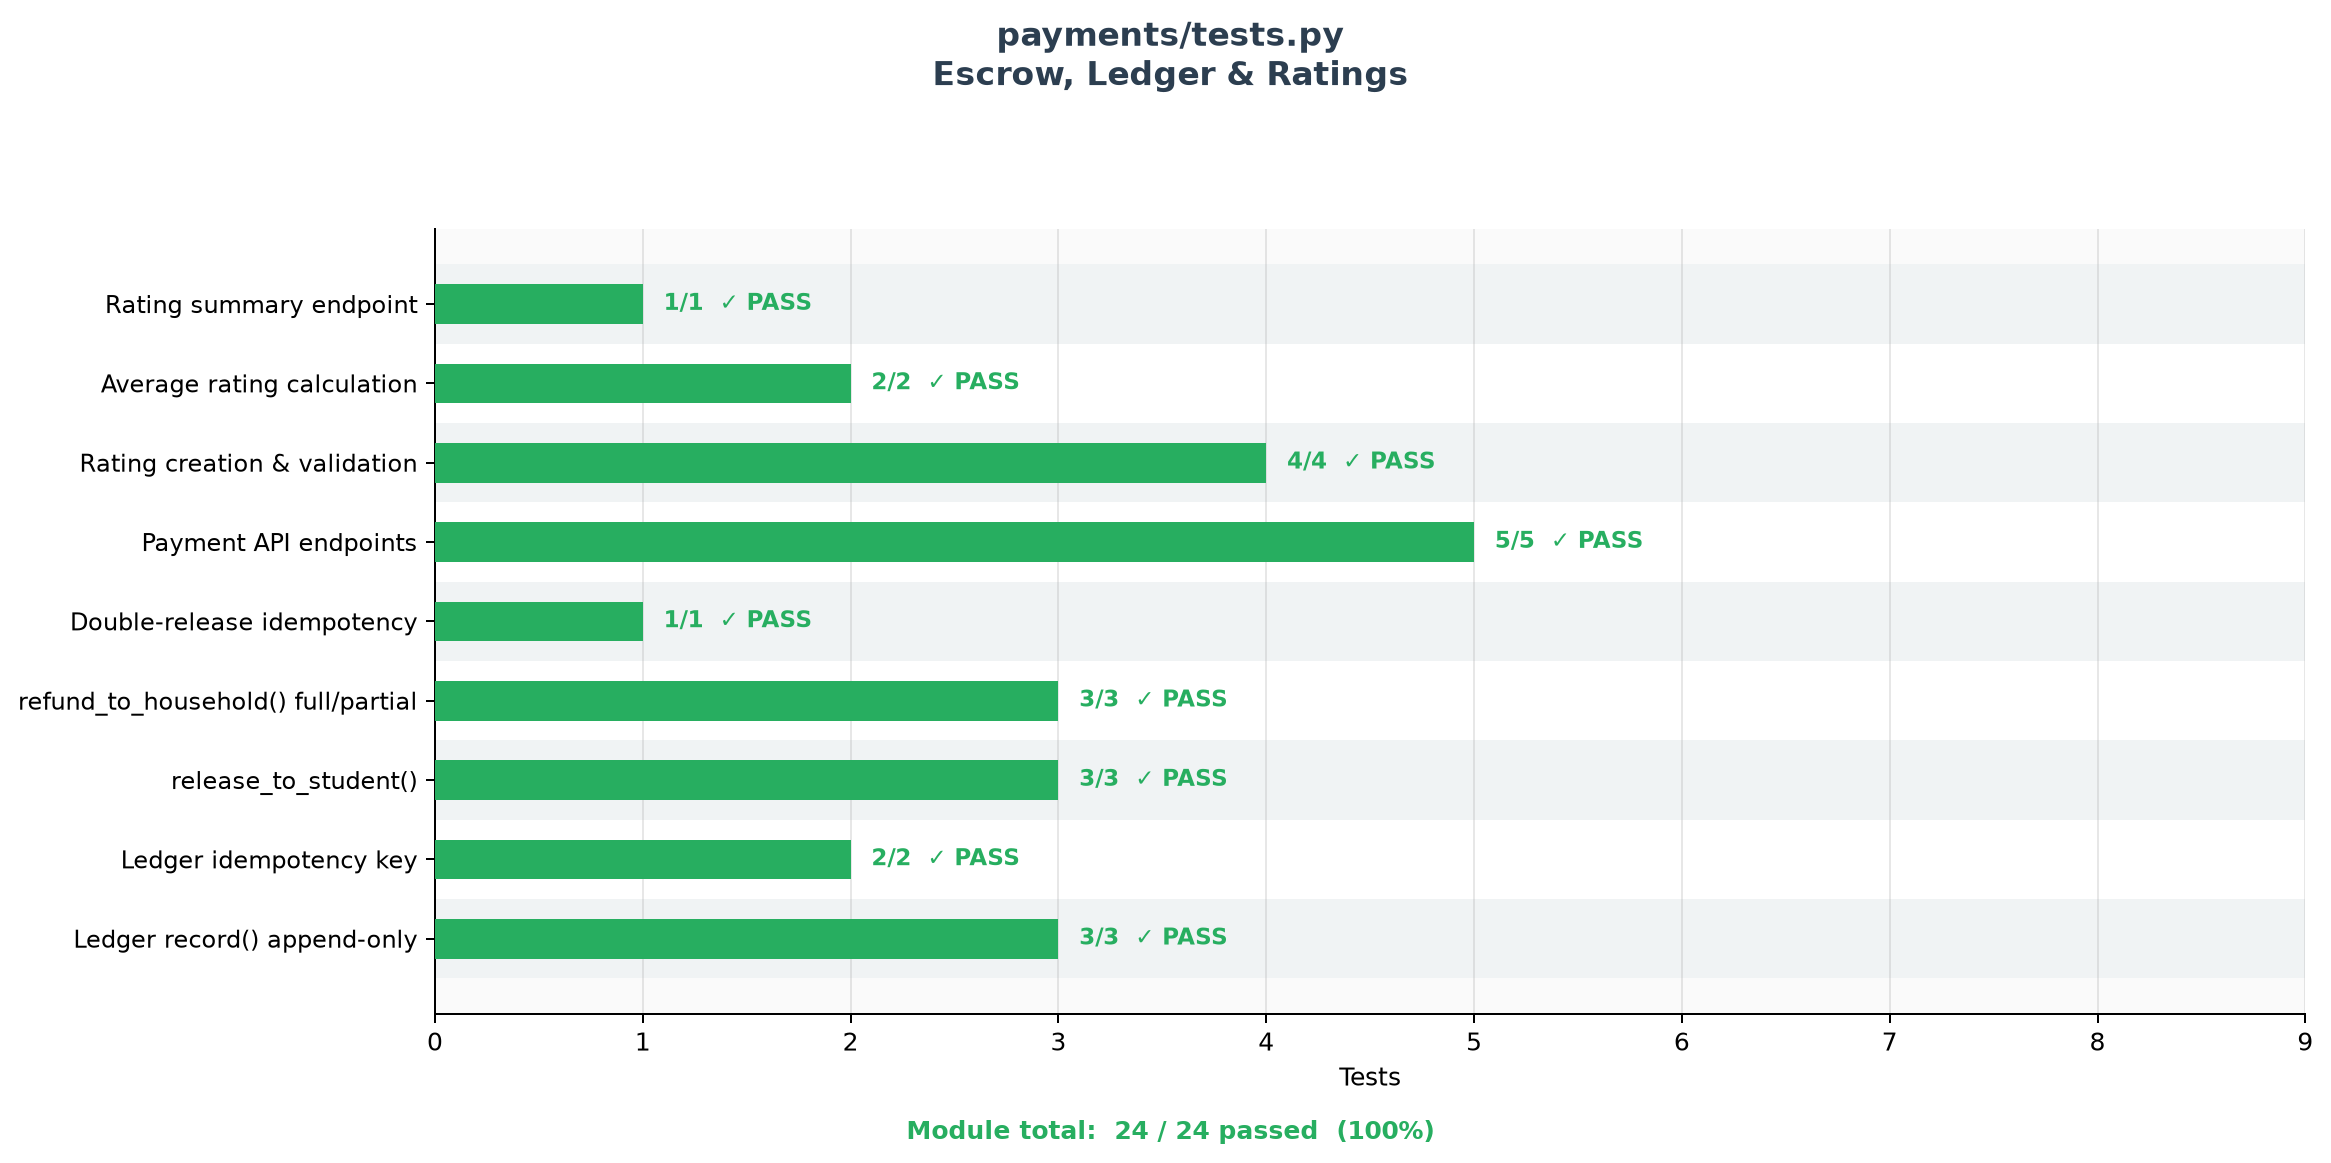 payments/tests.py
Escrow, Ledger & Ratings
Rating summary endpoint 1/1 ✓ PASS
Average rating calculation 2/2 ✓ PASS
Rating creation & validation 4/4 ✓ PASS
Payment API endpoints 5/5 ✓ PASS
Double-release idempotency 1/1 ✓ PASS
refund_to_household() full/partial 3/3 ✓ PASS
release_to_student() 3/3 ✓ PASS
Ledger idempotency key 2/2 ✓ PASS
Ledger record() append-only 3/3 ✓ PASS
0 1 2 3 4 5 6 7 8 9
Tests
Module total: 24 / 24 passed (100%)